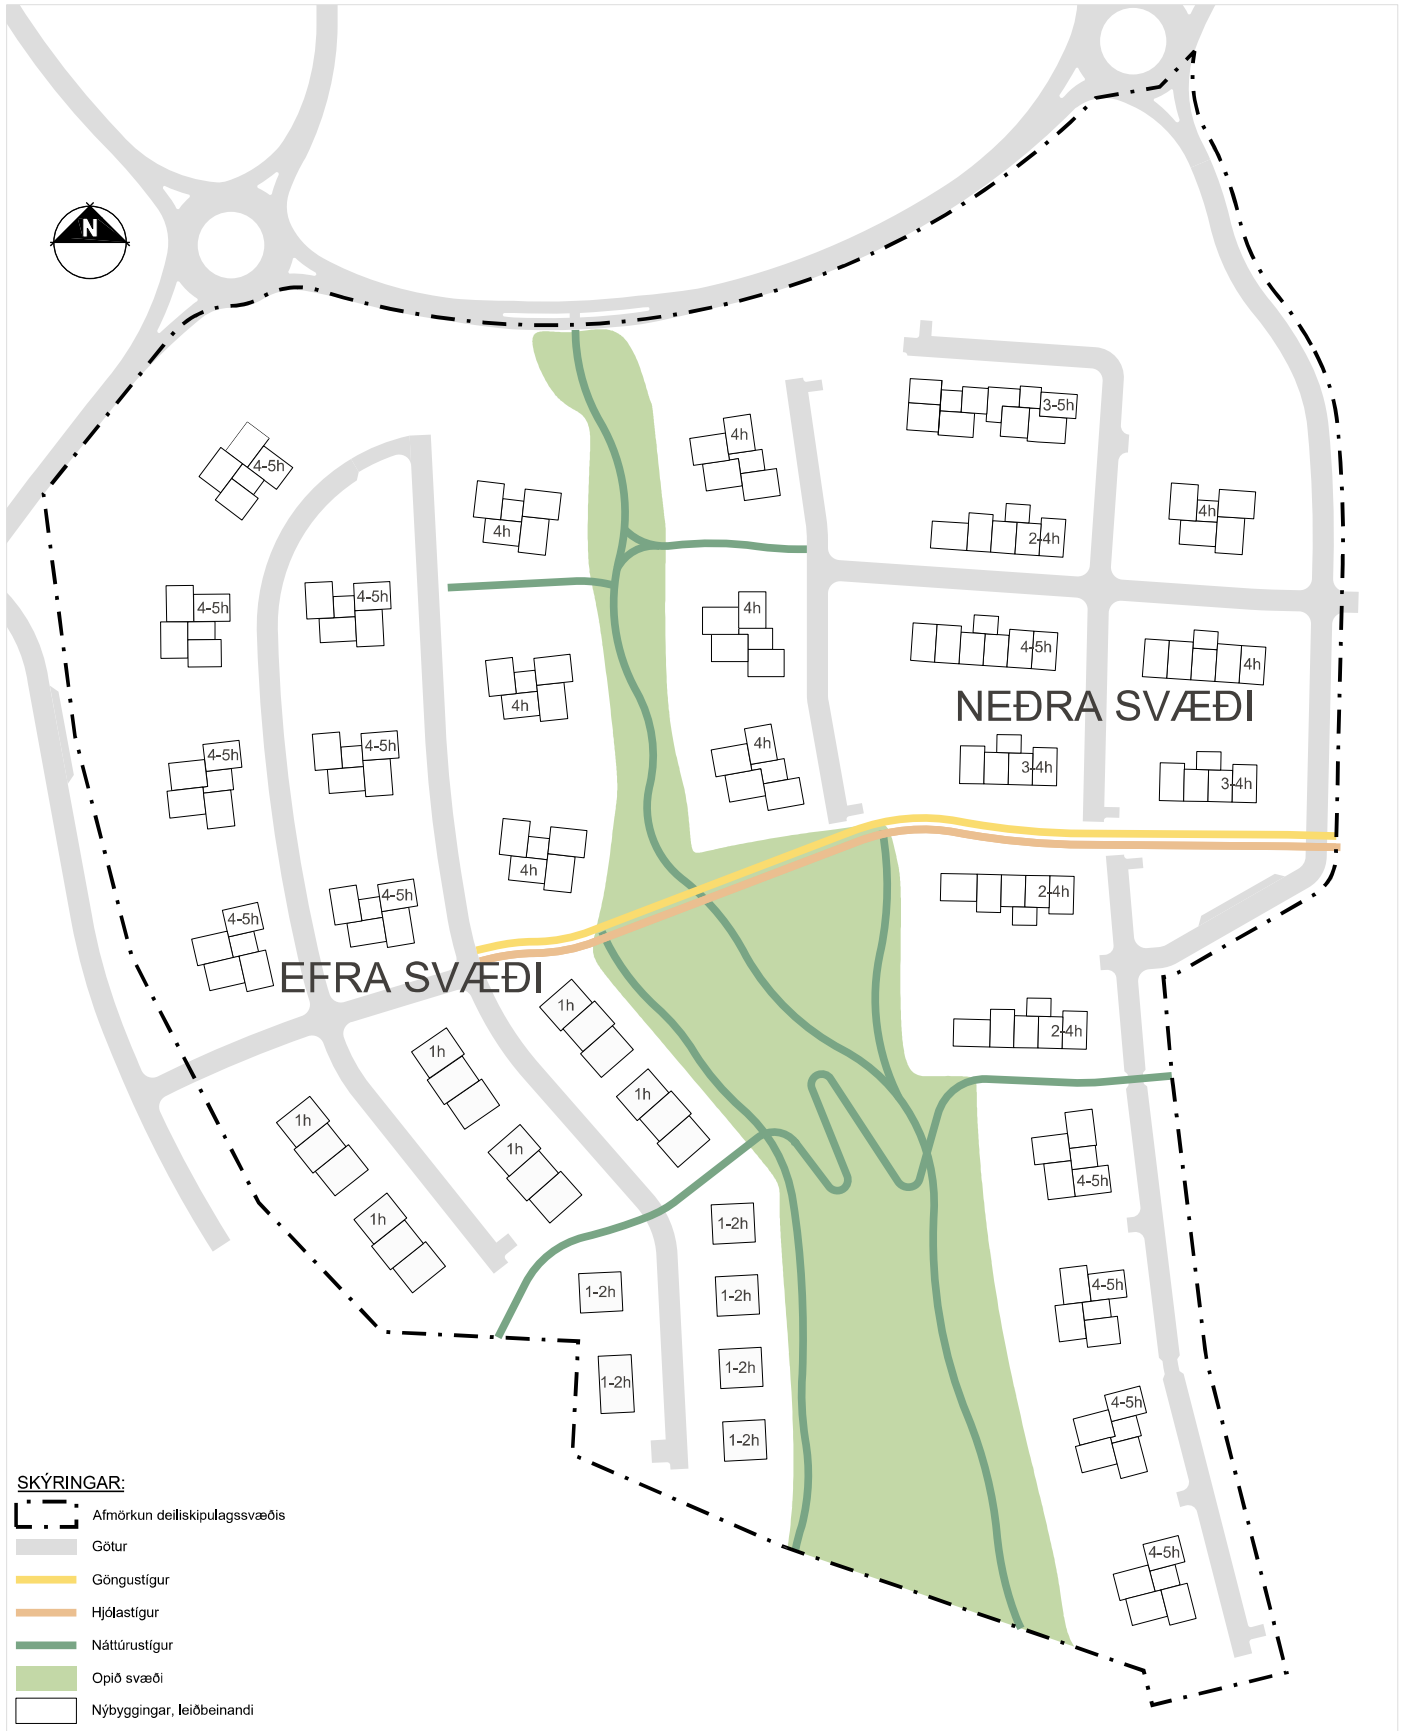 N
3-5h
4h
4-5h
4h
4h
2-4h
4h
4-5h
4-5h
4h
4-5h
4h
4h
NEÐRA SVÆÐI
4h
4-5h
4-5h
3-4h
3-4h
4h
4-5h
2-4h
4-5h
EFRA SVÆÐI
1h
2-4h
1h
1h
1h
1h
4-5h
1h
1-2h
4-5h
1-2h
1-2h
1-2h
1-2h
4-5h
1-2h
4-5h
SKÝRINGAR:
Afmörkun deiliskipulagssvæðis
Götur
Göngustígur
Hjólastígur
Náttúrustígur
Opið svæði
Nýbyggingar, leiðbeinandi